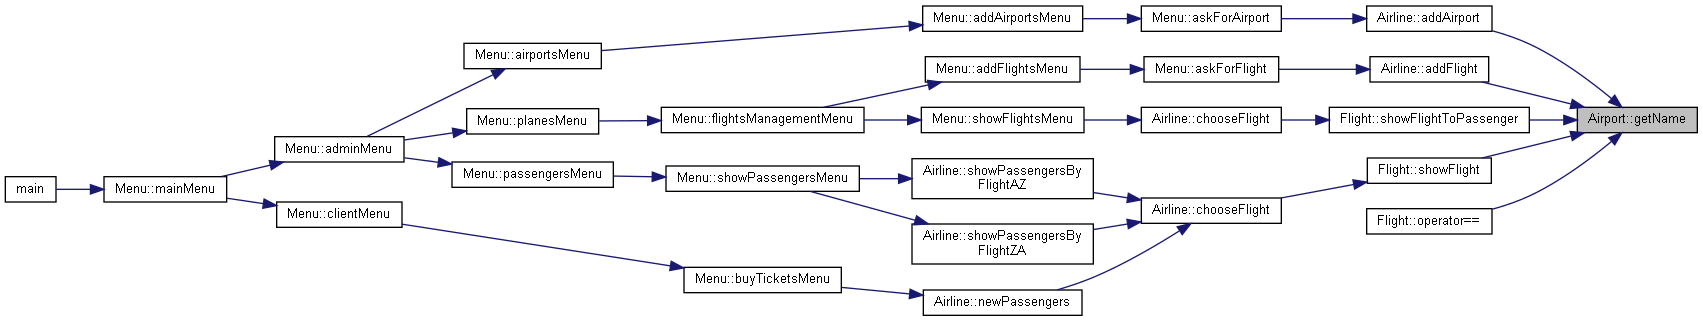 main
Menu::mainMenu
Menu::adminMenu
Menu::clientMenu
Menu::airportsMenu
Menu::planesMenu
Menu::passengersMenu
Menu::flightsManagementMenu
Menu::showPassengersMenu
Menu::buyTicketsMenu
Menu::addAirportsMenu
Menu::addFlightsMenu
Menu::showFlightsMenu
Airline::showPassengersBy
FlightAZ
Airline::showPassengersBy
FlightZA
Airline::newPassengers
Menu::askForAirport
Menu::askForFlight
Airline::chooseFlight
Airline::chooseFlight
Airline::addAirport
Airline::addFlight
Flight::showFlightToPassenger
Flight::showFlight
Flight::operator==
Airport::getName